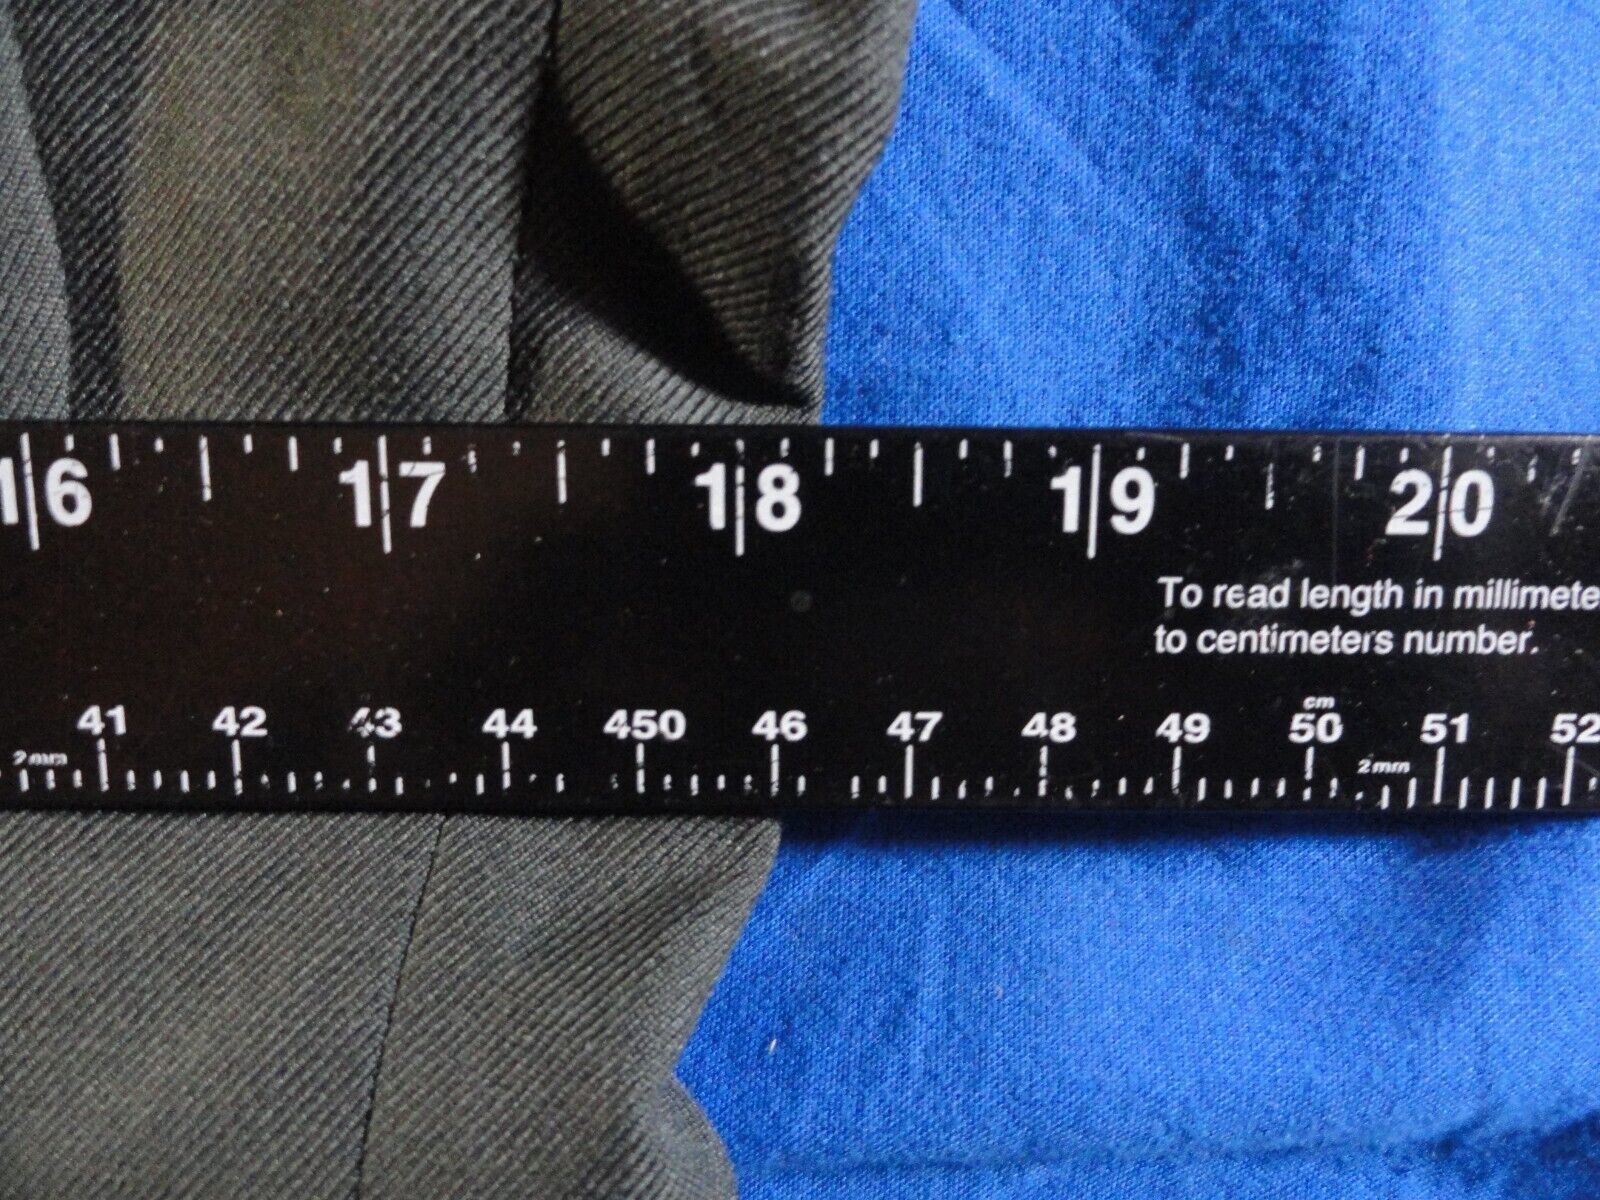 16 17 18 19 20
To read length in millimete
to centimeters number.
41 42 43 44 450 46 47 48 49 50 51 52
cm
2mm 2mm